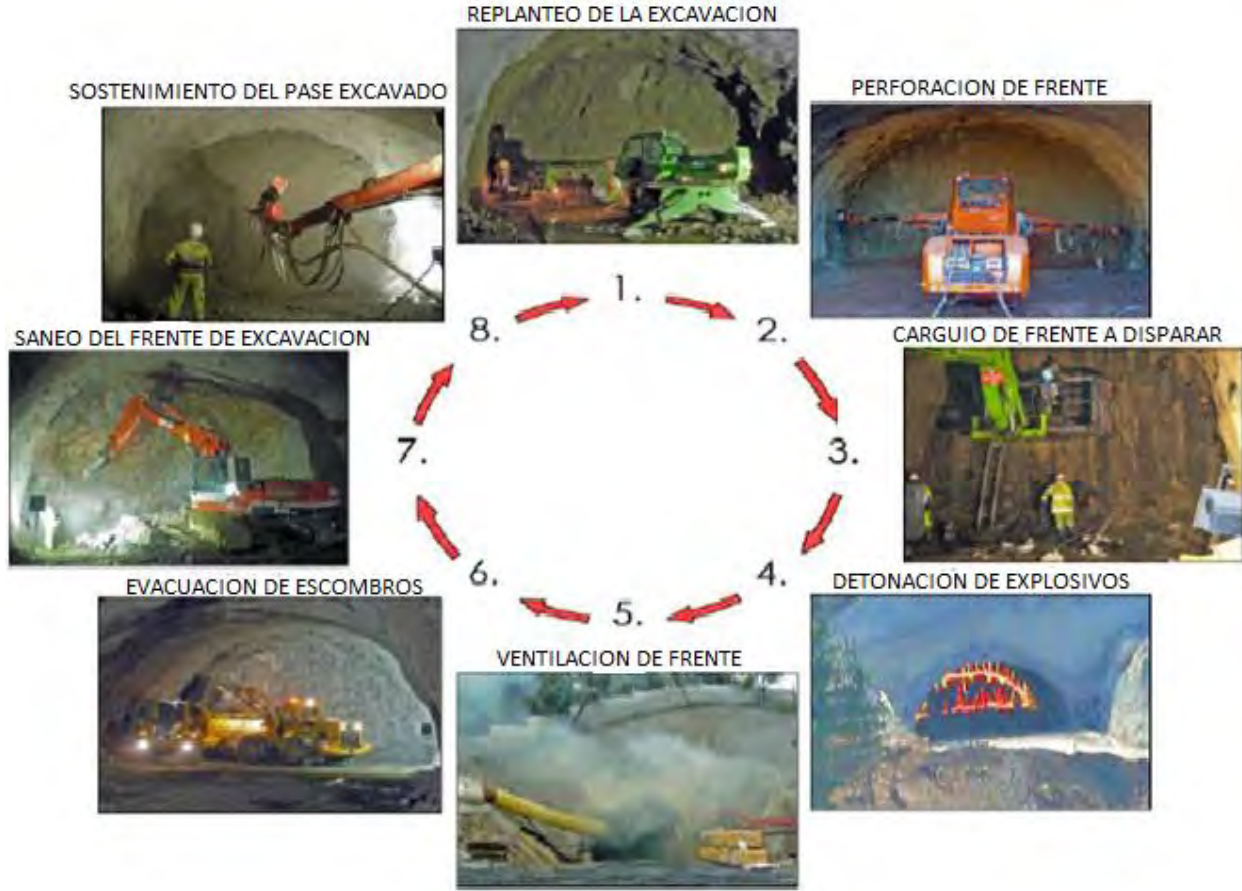 REPLANTEO DE LA EXCAVACION
SOSTENIMIENTO DEL PASE EXCAVADO
PERFORACION DE FRENTE
1.
8.
2.
SANEO DEL FRENTE DE EXCAVACION
CARGUIO DE FRENTE A DISPARAR
7.
3.
6.
4.
EVACUACION DE ESCOMBROS
DETONACION DE EXPLOSIVOS
5.
VENTILACION DE FRENTE